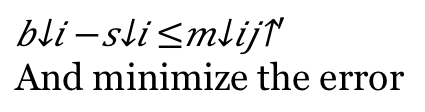 b↓i −s↓i ≤m↓ij↑′
And minimize the error